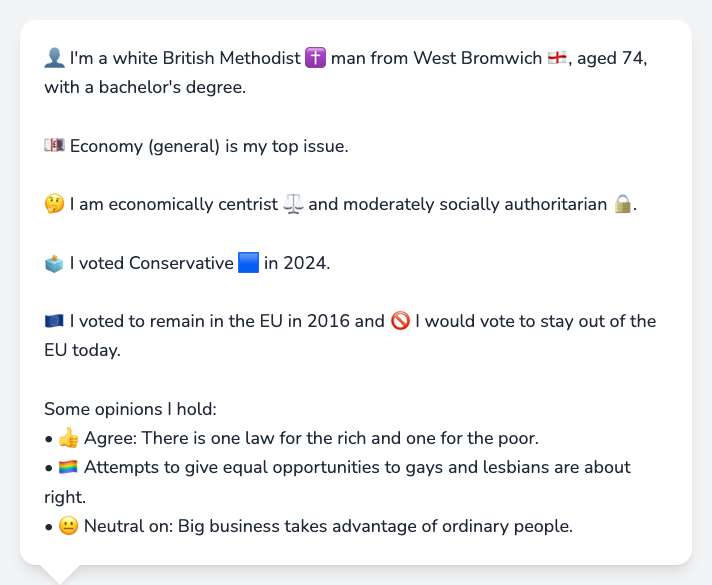 👤 I'm a white British Methodist ✝️ man from West Bromwich 🏴󠁧󠁢󠁥󠁮󠁧󠁿, aged 74,
with a bachelor's degree.
💷 Economy (general) is my top issue.
🤔 I am economically centrist ⚖️ and moderately socially authoritarian 🔒.
🗳️ I voted Conservative 🟦 in 2024.
🇪🇺 I voted to remain in the EU in 2016 and 🚫 I would vote to stay out of the
EU today.
Some opinions I hold:
• 👍 Agree: There is one law for the rich and one for the poor.
• 🏳️‍🌈 Attempts to give equal opportunities to gays and lesbians are about
right.
• 😐 Neutral on: Big business takes advantage of ordinary people.